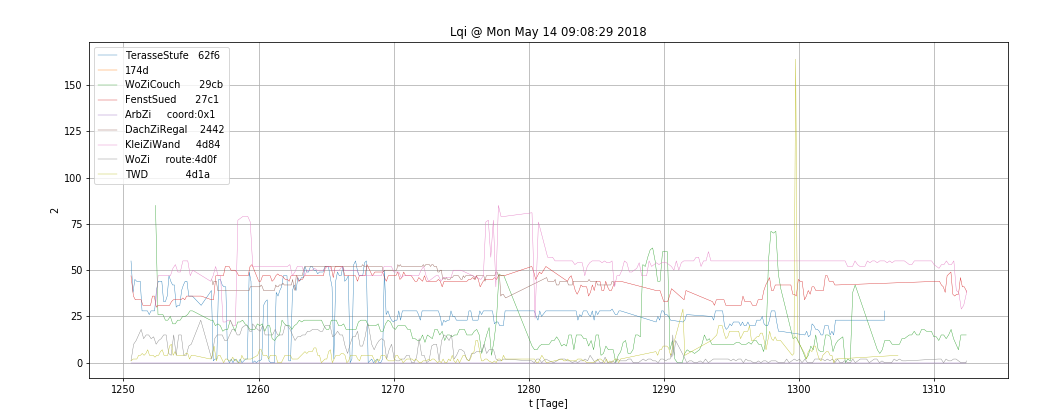 Lqi @ Mon May 14 09:08:29 2018
TerasseStufe 62f6
174d
WoZiCouch 29cb
FenstSued 27c1
ArbZi coord:0x1
DachZiRegal 2442
KleiZiWand 4d84
WoZi route:4d0f
TWD 4d1a
150
125
100
75
50
25
0
2
1250 1260 1270 1280 1290 1300 1310
t [Tage]